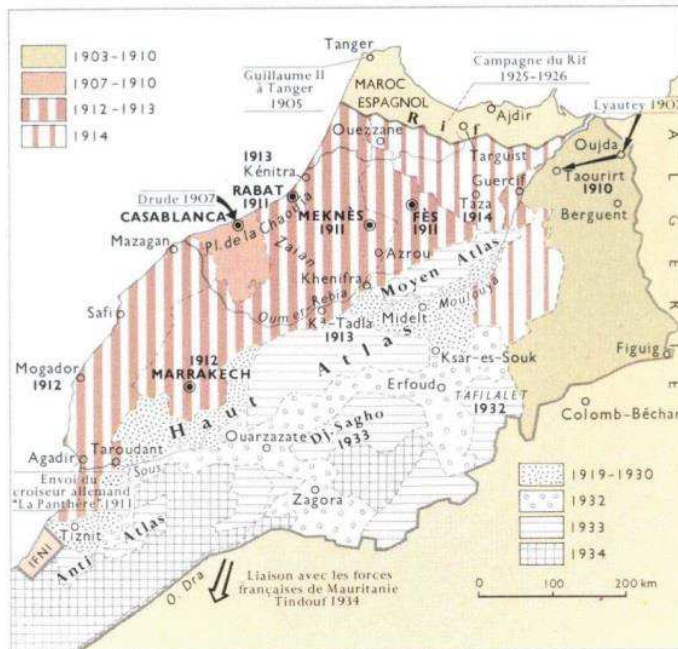 1903-1910
1907-1910
1912-1913
1914
Tanger
Guillaume II
à Tanger
1905
Campagne du Rif
1925-1926
MAROC
ESPAGNOL
Rif
Ajdir
Lyautey 190
Ouezzane
Oujda
Targuist
Taourirt
1910
1913
Kénitra
RABAT
1911
Guercif
Taza
1914
Berguent
Drude 1907
CASABLANCA
Pl. de la Chaouïa
MEKNÈS
1911
FÈS
1911
Mazagan
Zaïan
Azrou
Moyen Atlas
Khenifra
Oum er-Rebia
Moulouya
Safi
Kª-Tadla
1913
Midelt
ALGÉRIE
Mogador
1912
1912
MARRAKECH
Haut Atlas
Ksar-es-Souk
Figuig
Erfoud
TAFILALET
1932
Colomb-Béchar
Agadir
Taroudant
Sous
Ouarzazate
Dj. Sagho
1933
Envoi du
croiseur allemand
"La Panthère" 1911
Zagora
Tiznit
IFNI
Anti Atlas
1919-1930
1932
1933
1934
O. Dra
Liaison avec les forces
françaises de Mauritanie
Tindouf 1934
0 100 200 km